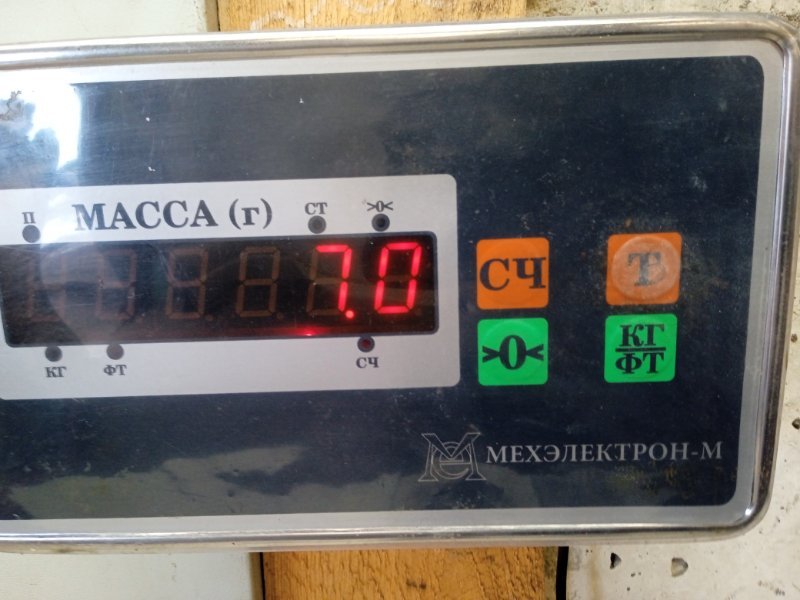 П МАССА (г) СТ >0<
7.0
КГ ФТ СЧ
СЧ Т
>0< КГ/ФТ
МЕХЭЛЕКТРОН-М